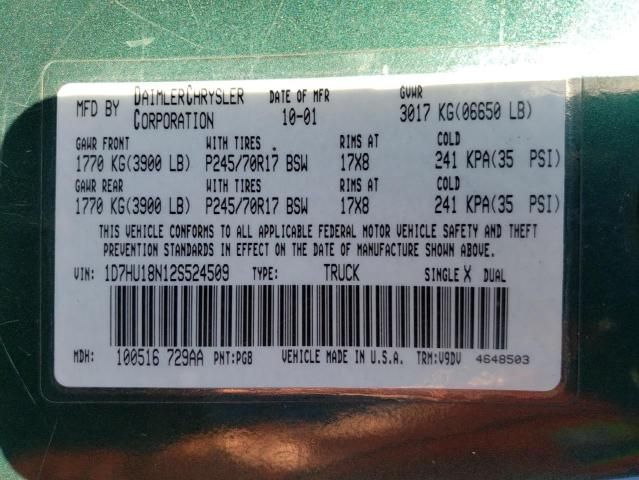 MFD BY DAIMLERCHRYSLER CORPORATION DATE OF MFR 10-01 GVWR 3017 KG(06650 LB)
GAWR FRONT WITH TIRES RIMS AT COLD
1770 KG(3900 LB) P245/70R17 BSW 17X8 241 KPA(35 PSI)
GAWR REAR WITH TIRES RIMS AT COLD
1770 KG(3900 LB) P245/70R17 BSW 17X8 241 KPA(35 PSI)
THIS VEHICLE CONFORMS TO ALL APPLICABLE FEDERAL MOTOR VEHICLE SAFETY AND THEFT
PREVENTION STANDARDS IN EFFECT ON THE DATE OF MANUFACTURE SHOWN ABOVE.
VIN: 1D7HU18N12S524509 TYPE: TRUCK SINGLE X DUAL
MDH: 100516 729AA PNT:PG8 VEHICLE MADE IN U.S.A. TRM:V9DV 4648503